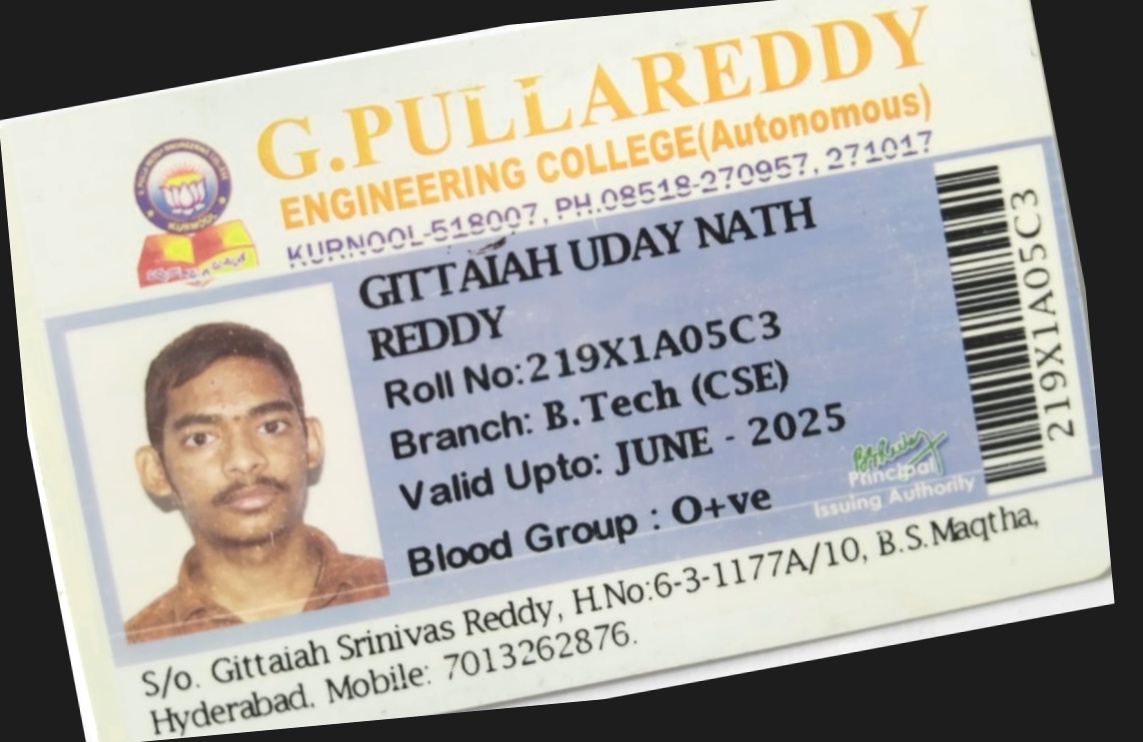 G.PULLAREDDY
ENGINEERING COLLEGE(Autonomous)
KURNOOL-518007, PH.08518-270957, 271017
KURNOOL
GITTAIAH UDAY NATH
REDDY
Roll No:219X1A05C3
Branch: B.Tech (CSE)
Valid Upto: JUNE - 2025
Blood Group : O+ve
Principal
Issuing Authority
219X1A05C3
S/o. Gittaiah Srinivas Reddy, H.No:6-3-1177A/10, B.S.Maqtha,
Hyderabad. Mobile: 7013262876.